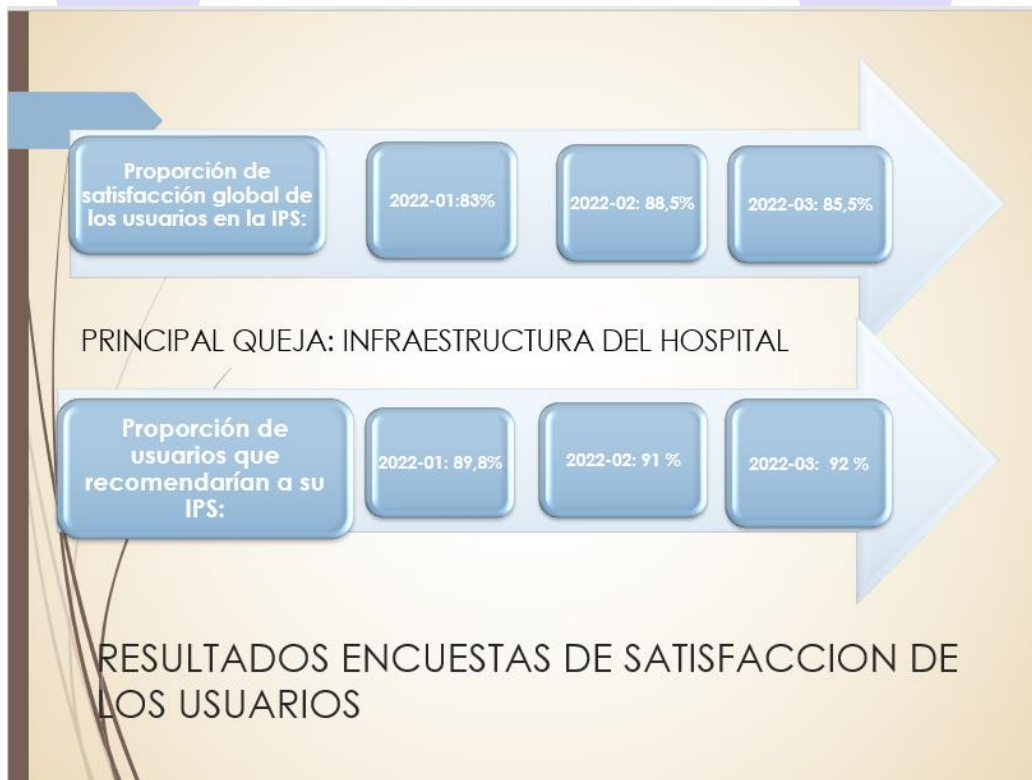 Proporción de
satisfacción global de
los usuarios en la IPS:
2022-01:83%
2022-02: 88,5%
2022-03: 85,5%
PRINCIPAL QUEJA: INFRAESTRUCTURA DEL HOSPITAL
Proporción de
usuarios que
recomendarían a su
IPS:
2022-01: 89,8%
2022-02: 91 %
2022-03: 92 %
RESULTADOS ENCUESTAS DE SATISFACCION DE
LOS USUARIOS